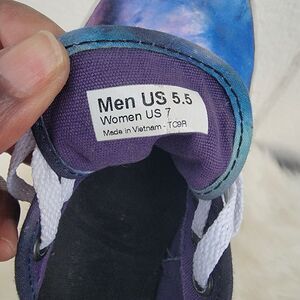 Men US 5.5
Women US 7
Made in Vietnam - TC9R